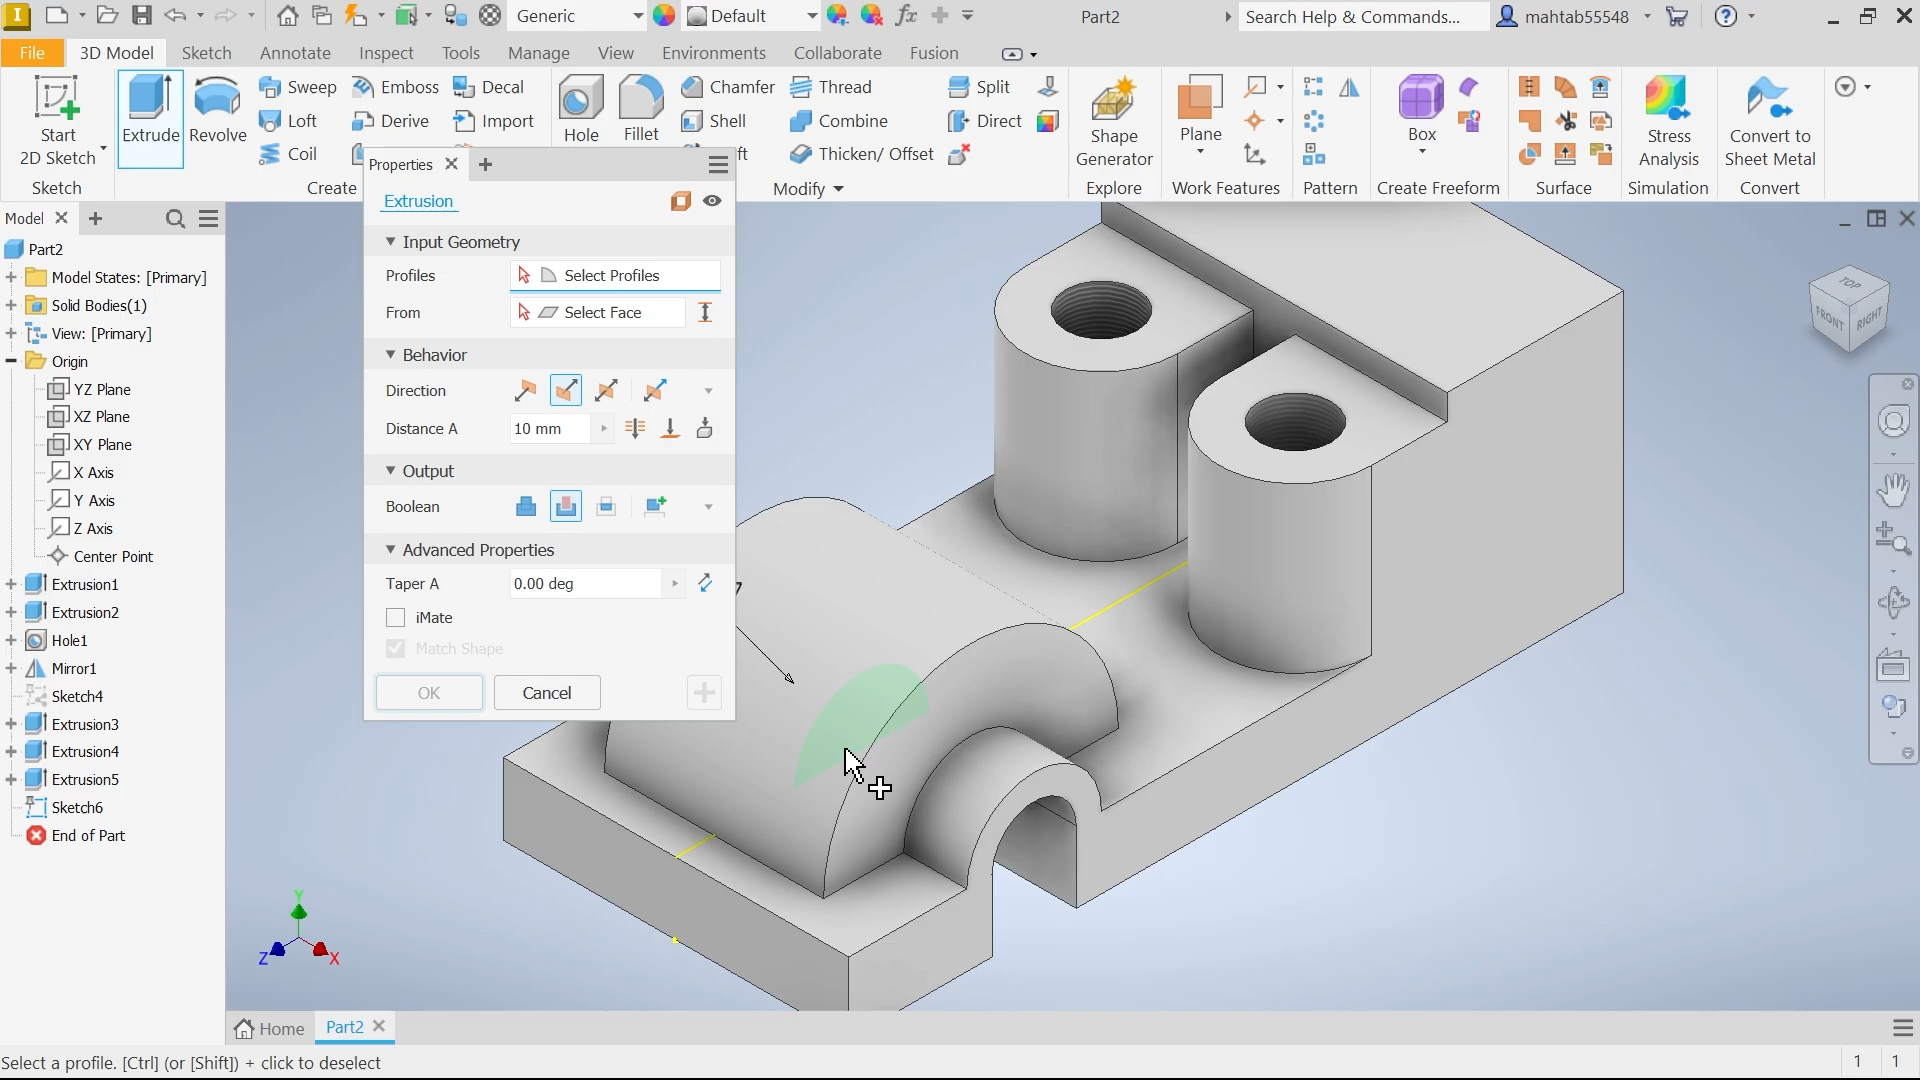 Generic
Default
fx
Part2
Search Help & Commands...
mahtab55548
File
3D Model
Sketch
Annotate
Inspect
Tools
Manage
View
Environments
Collaborate
Fusion
Start
2D Sketch
Extrude
Revolve
Sweep
Loft
Coil
Emboss
Derive
Decal
Import
Hole
Fillet
Chamfer
Shell
Thread
Combine
Thicken/ Offset
Split
Direct
Shape
Generator
Plane
Box
Stress
Analysis
Convert to
Sheet Metal
Sketch
Create
Modify
Explore
Work Features
Pattern
Create Freeform
Surface
Simulation
Convert
Model
Part2
Model States: [Primary]
Solid Bodies(1)
View: [Primary]
Origin
YZ Plane
XZ Plane
XY Plane
X Axis
Y Axis
Z Axis
Center Point
Extrusion1
Extrusion2
Hole1
Mirror1
Sketch4
Extrusion3
Extrusion4
Extrusion5
Sketch6
End of Part
Properties
Extrusion
Input Geometry
Profiles
Select Profiles
From
Select Face
Behavior
Direction
Distance A
10 mm
Output
Boolean
Advanced Properties
Taper A
0.00 deg
iMate
Match Shape
OK
Cancel
TOP
FRONT
RIGHT
Y
Z
X
Home
Part2
Select a profile. [Ctrl] (or [Shift]) + click to deselect
1
1